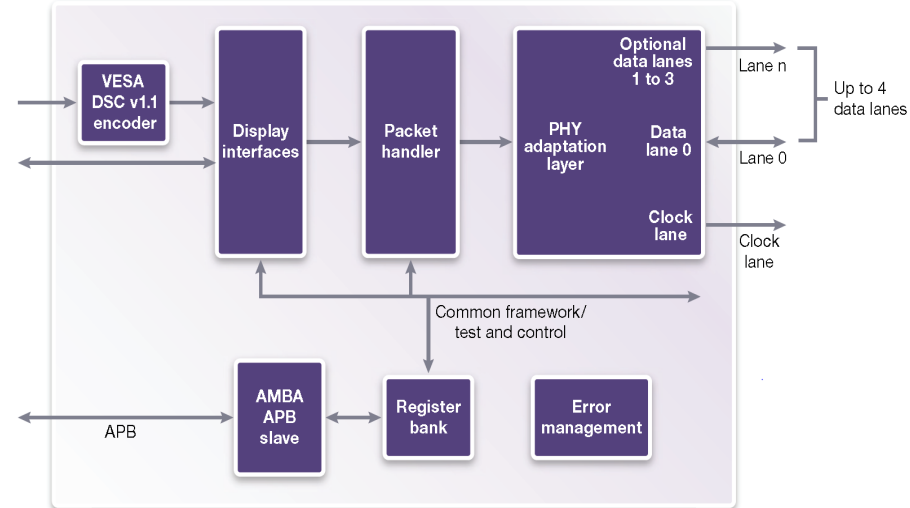 VESA
DSC v1.1
encoder
Display
interfaces
Packet
handler
PHY
adaptation
layer
Optional
data lanes
1 to 3
Data
lane 0
Clock
lane
Lane n
Lane 0
Clock
lane
Up to 4
data lanes
Common framework/
test and control
AMBA
APB
slave
APB
Register
bank
Error
management